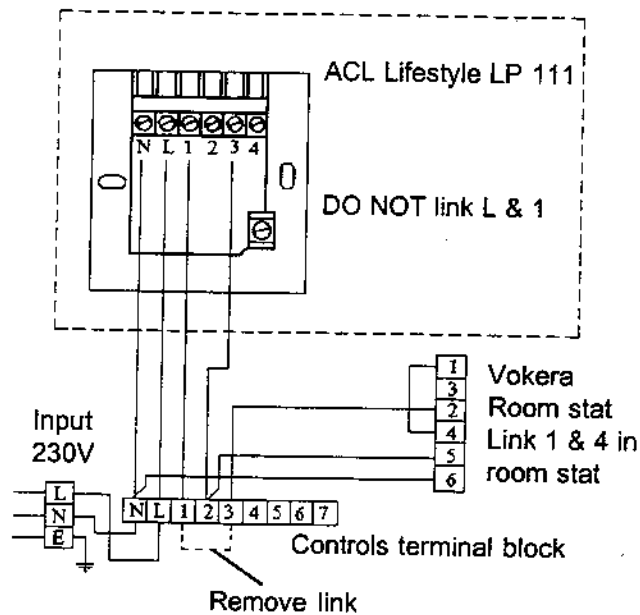 ACL Lifestyle LP 111
N L 1 2 3 4
DO NOT link L & 1
1
3
2
4
5
6
Vokera
Room stat
Link 1 & 4 in
room stat
Input
230V
L
N
E
N L 1 2 3 4 5 6 7
Controls terminal block
Remove link